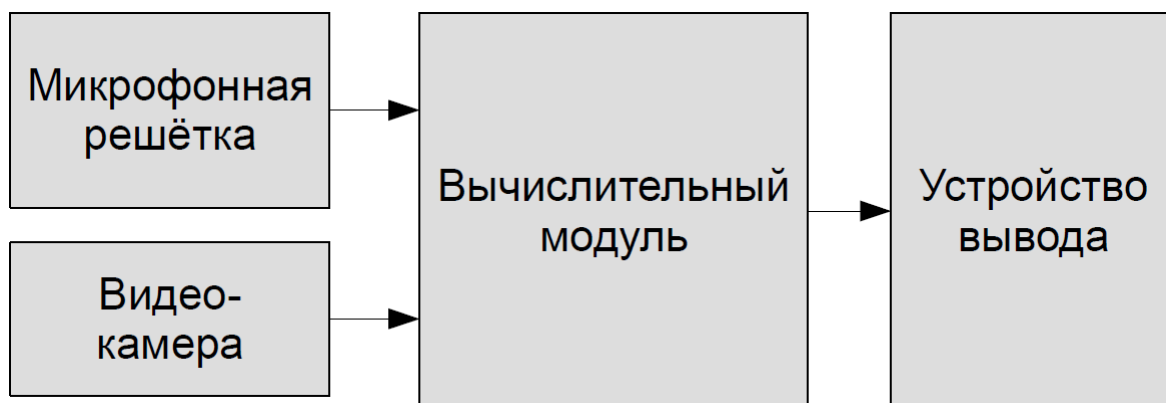 Микрофонная
решётка
Видео-
камера
Вычислительный
модуль
Устройство
вывода